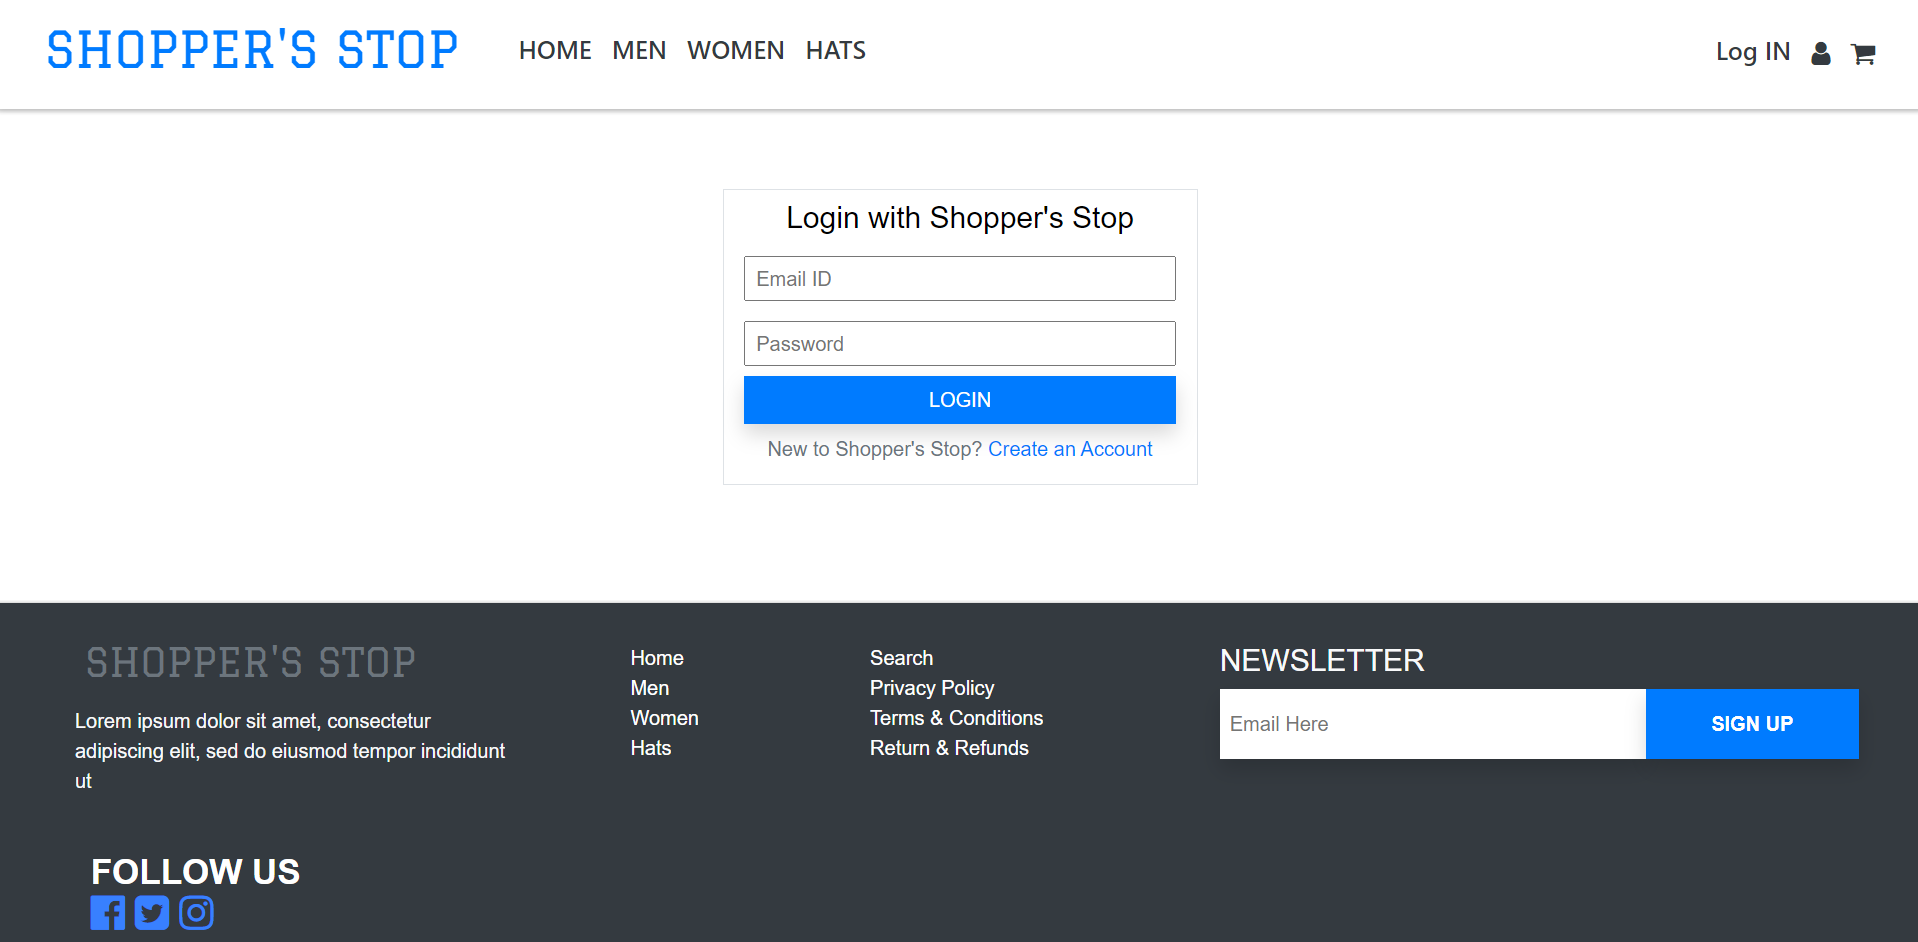 SHOPPER'S STOP
HOME MEN WOMEN HATS
Log IN
Login with Shopper's Stop
Email ID
Password
LOGIN
New to Shopper's Stop? Create an Account
SHOPPER'S STOP
Lorem ipsum dolor sit amet, consectetur
adipiscing elit, sed do eiusmod tempor incididunt
ut
Home
Men
Women
Hats
Search
Privacy Policy
Terms & Conditions
Return & Refunds
NEWSLETTER
Email Here
SIGN UP
FOLLOW US